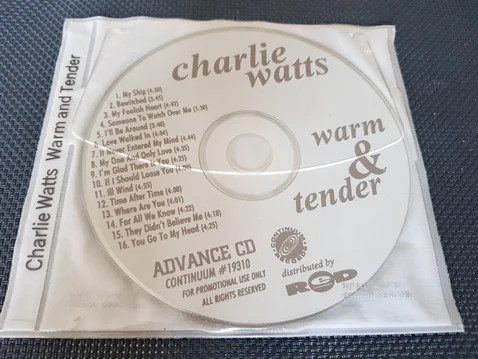 Charlie Watts Warm and Tender
charlie
watts
1. My Ship (4:50)
2. Bewitched (3:45)
3. My Foolish Heart (4:42)
4. Someone To Watch Over Me (5:38)
5. I'll Be Around (3:48)
6. Love Walked In (4:04)
7. It Never Entered My Mind (4:44)
8. My One And Only Love (4:35)
9. I'm Glad There Is You (4:25)
10. If I Should Loose You
11. Ill Wind (4:55)
12. Time After Time (4:00)
13. Where Are You (4:01)
14. For All We Know (4:22)
15. They Didn't Believe Me (4:18)
16. You Go To My Head (4:25)
warm
&
tender
ADVANCE CD
CONTINUUM #19310
FOR PROMOTIONAL USE ONLY
ALL RIGHTS RESERVED
distributed by
RED